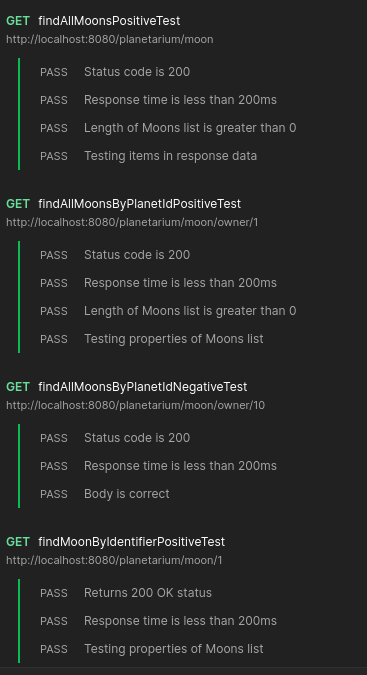 GET findAllMoonsPositiveTest
http://localhost:8080/planetarium/moon
PASS Status code is 200
PASS Response time is less than 200ms
PASS Length of Moons list is greater than 0
PASS Testing items in response data
GET findAllMoonsByPlanetIdPositiveTest
http://localhost:8080/planetarium/moon/owner/1
PASS Status code is 200
PASS Response time is less than 200ms
PASS Length of Moons list is greater than 0
PASS Testing properties of Moons list
GET findAllMoonsByPlanetIdNegativeTest
http://localhost:8080/planetarium/moon/owner/10
PASS Status code is 200
PASS Response time is less than 200ms
PASS Body is correct
GET findMoonByIdentifierPositiveTest
http://localhost:8080/planetarium/moon/1
PASS Returns 200 OK status
PASS Response time is less than 200ms
PASS Testing properties of Moons list